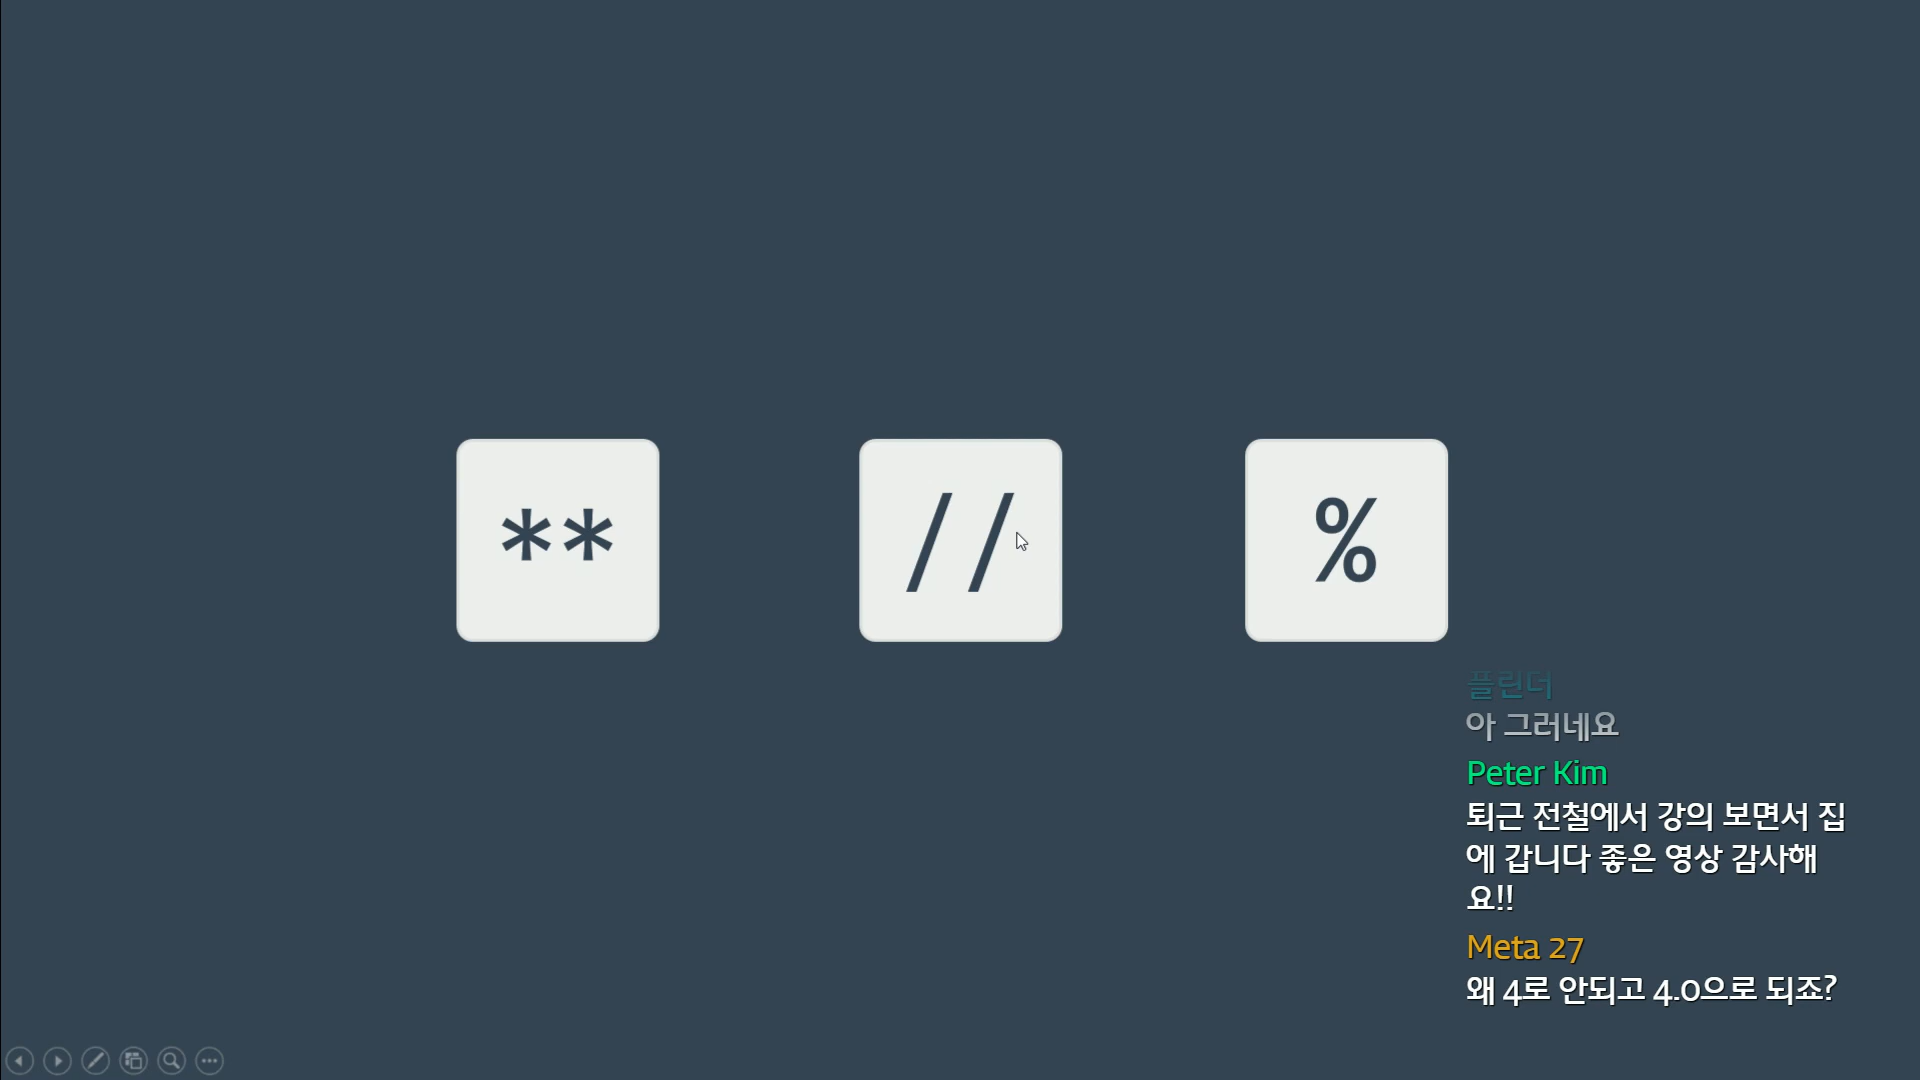 ** // %
플린더
아 그러네요
Peter Kim
퇴근 전철에서 강의 보면서 집
에 갑니다 좋은 영상 감사해
요!!
Meta 27
왜 4로 안되고 4.0으로 되죠?